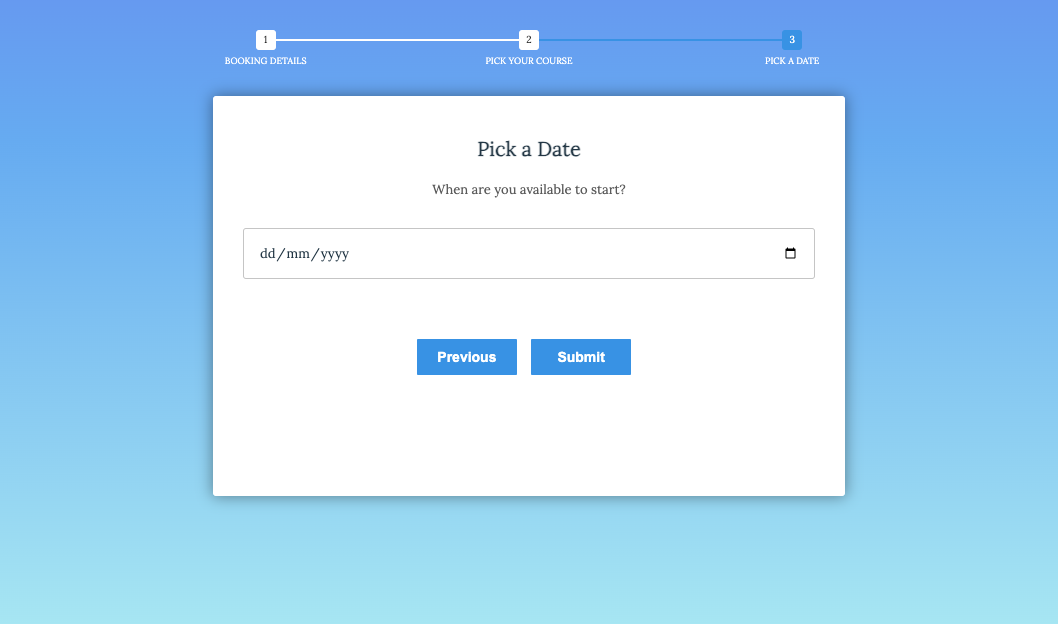 1
2
3
BOOKING DETAILS
PICK YOUR COURSE
PICK A DATE
Pick a Date
When are you available to start?
dd/mm/yyyy
Previous
Submit